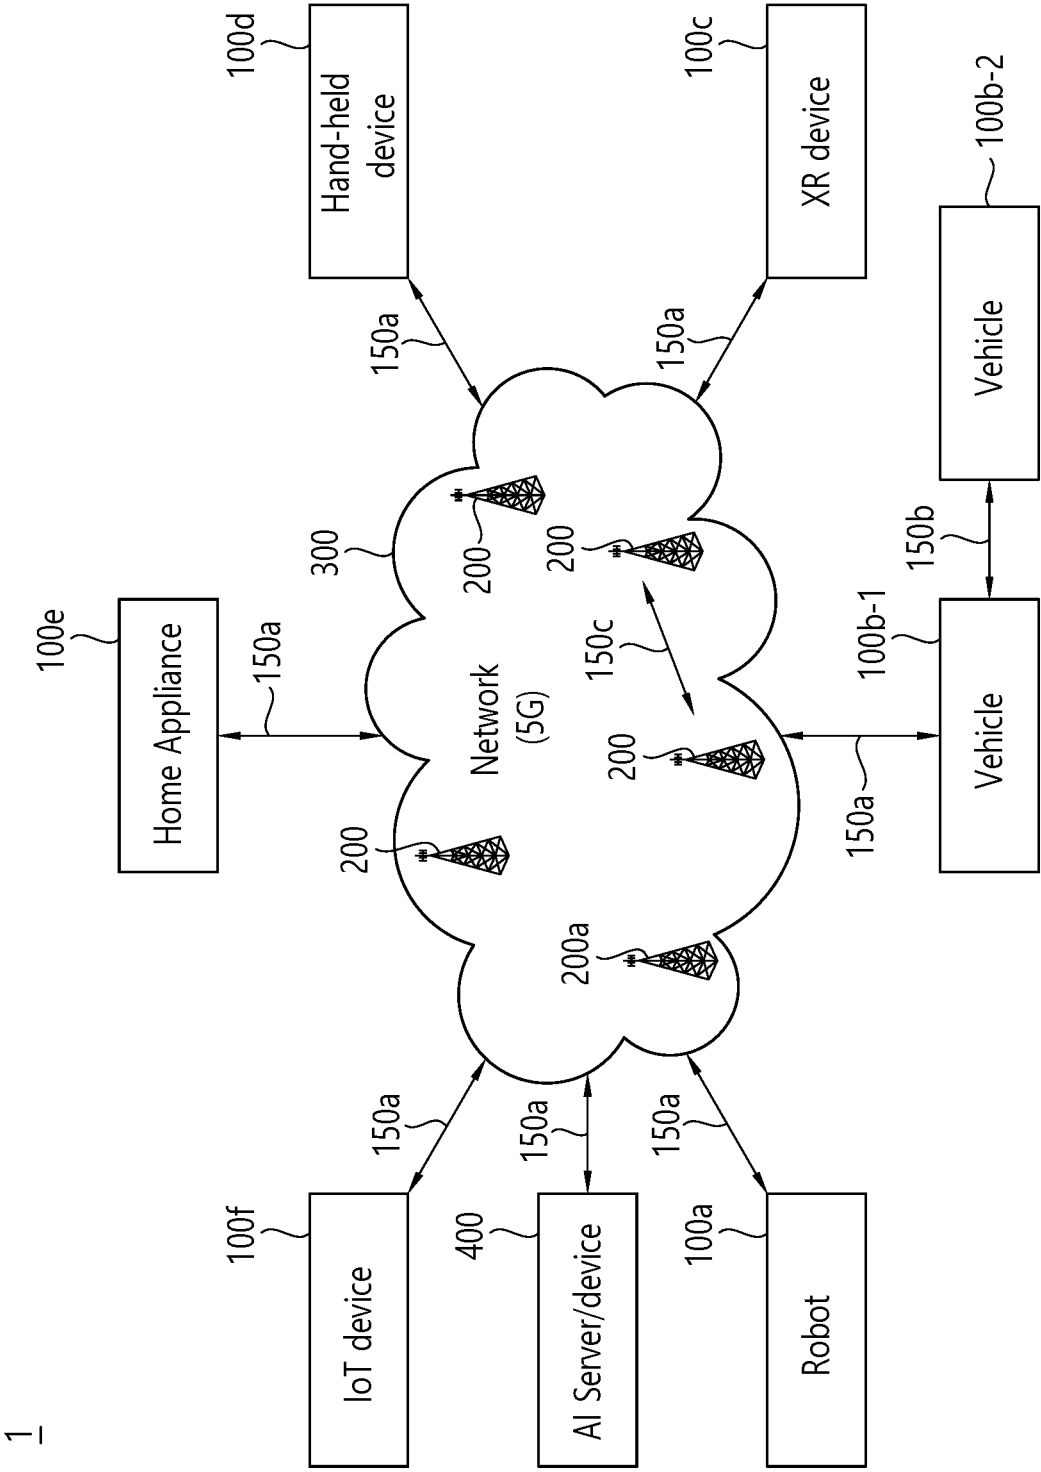 1
IoT device
100f
150a
Home Appliance
100e
150a
Hand-held
device
100d
150a
300
Network
(5G)
200
200
200
200
200a
150c
AI Server/device
400
150a
Robot
100a
150a
XR device
100c
150a
Vehicle
100b-1
150a
150b
Vehicle
100b-2